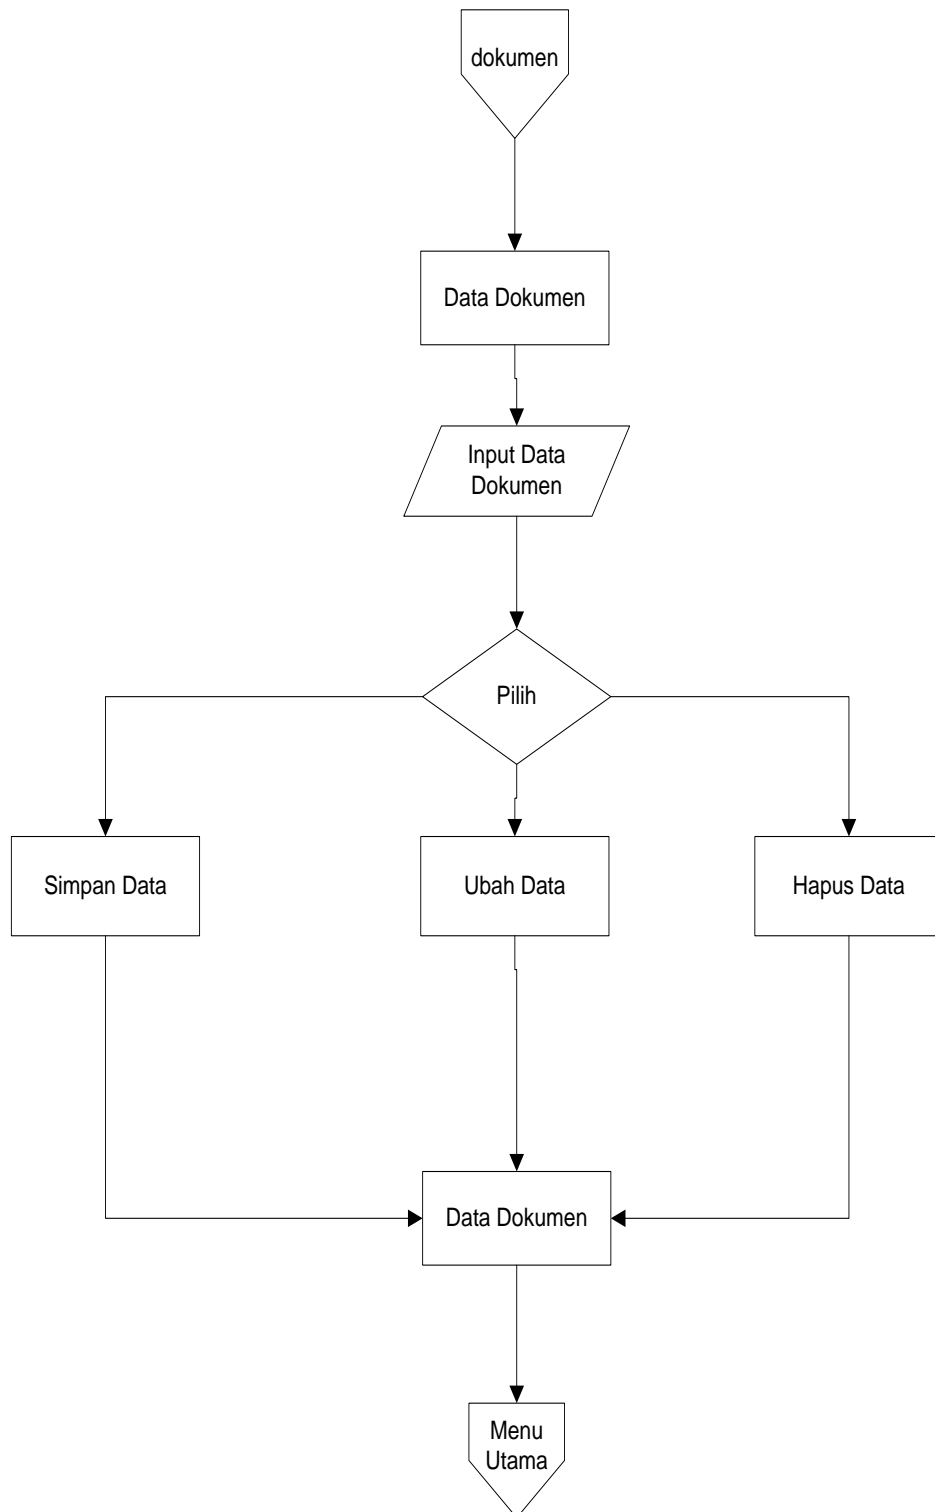 dokumen
Data Dokumen
Input Data
Dokumen
Pilih
Simpan Data
Ubah Data
Hapus Data
Data Dokumen
Menu
Utama